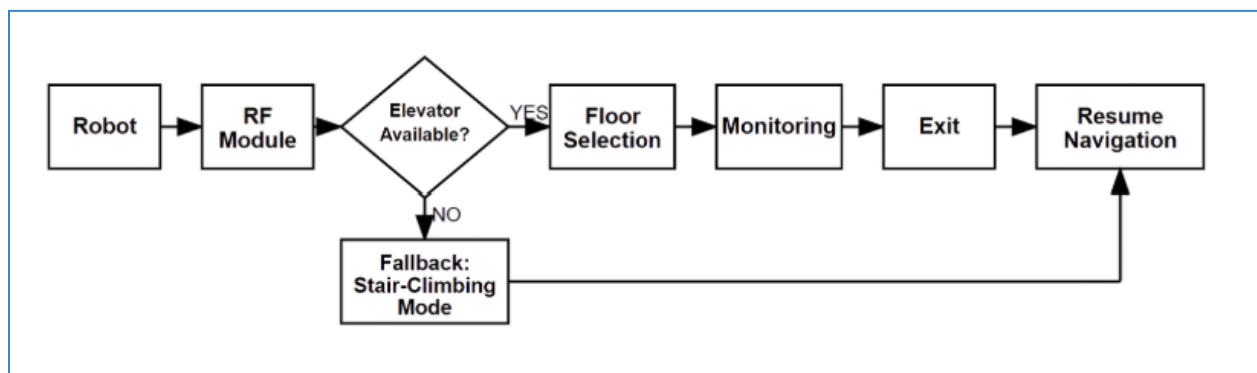 Robot
RF
Module
Elevator
Available?
YES
Floor
Selection
Monitoring
Exit
Resume
Navigation
NO
Fallback:
Stair-Climbing
Mode